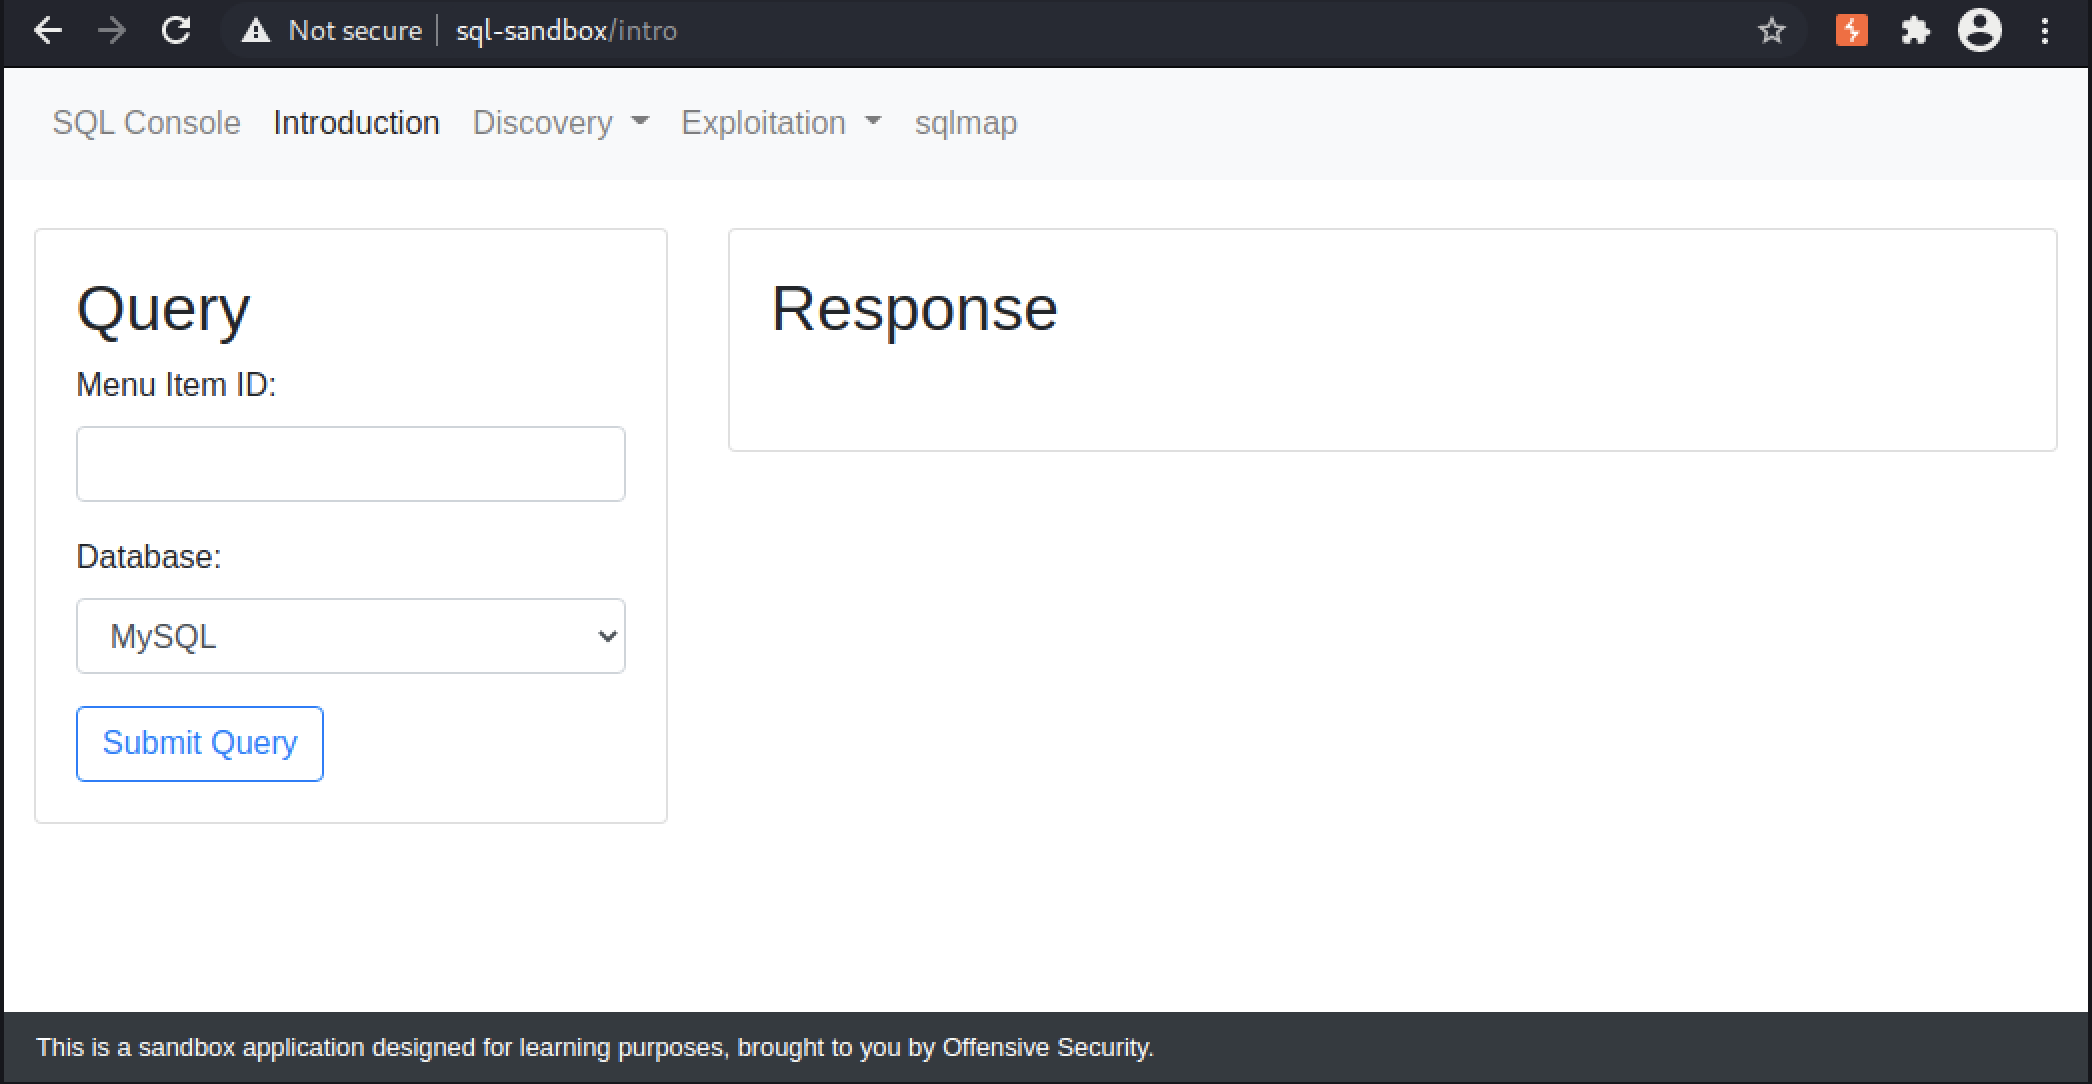 Not secure sql-sandbox/intro
SQL Console Introduction Discovery Exploitation sqlmap
Query
Menu Item ID:
Database:
MySQL
Submit Query
Response
This is a sandbox application designed for learning purposes, brought to you by Offensive Security.